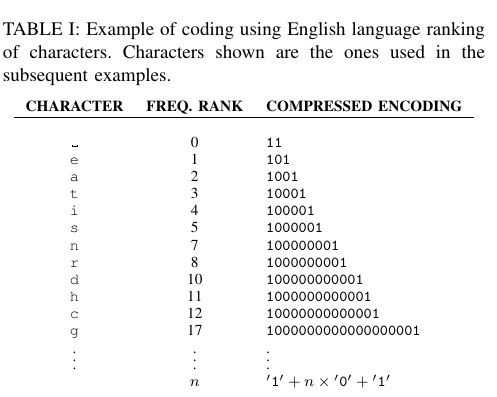 TABLE I: Example of coding using English language ranking
of characters. Characters shown are the ones used in the
subsequent examples.
CHARACTER FREQ. RANK COMPRESSED ENCODING
␣ 0 11
e 1 101
a 2 1001
t 3 10001
i 4 100001
s 5 1000001
n 7 100000001
r 8 1000000001
d 10 100000000001
h 11 1000000000001
c 12 10000000000001
g 17 1000000000000000001
⋮ ⋮ ⋮
n ′1′ + n × ′0′ + ′1′